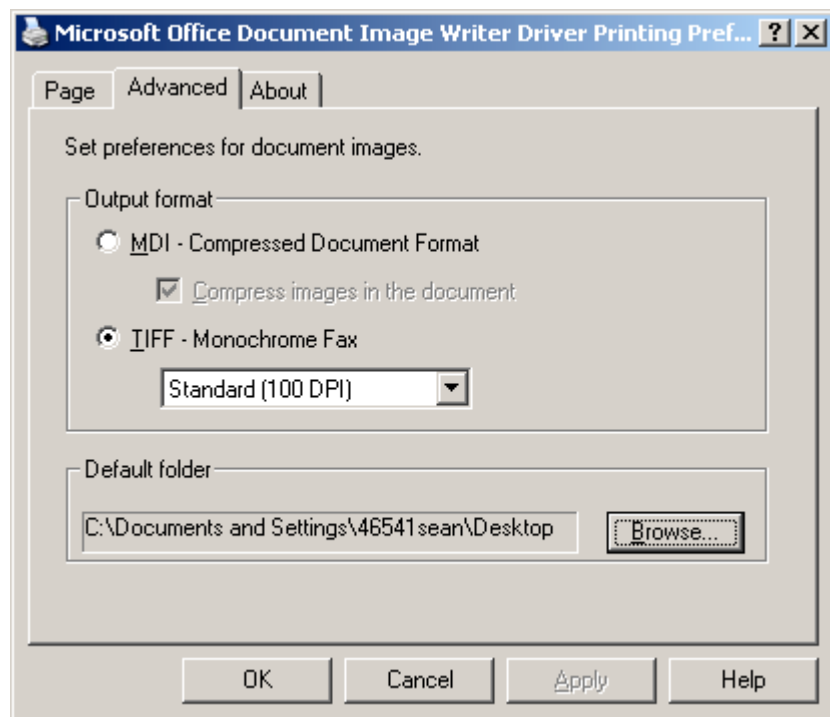 Microsoft Office Document Image Writer Driver Printing Pref... ?
Page Advanced About
Set preferences for document images.
Output format
MDI - Compressed Document Format
Compress images in the document
TIFF - Monochrome Fax
Standard (100 DPI)
Default folder
C:\Documents and Settings\46541sean\Desktop Browse...
OK Cancel Apply Help